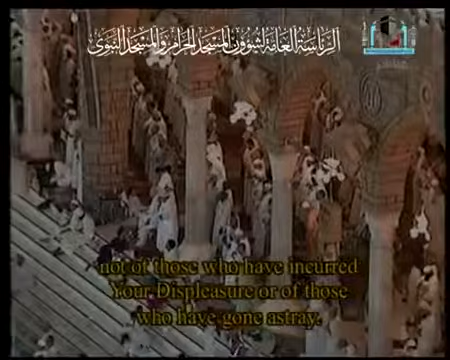 الرئاسة العامة لشؤون المسجد الحرام والمسجد النبوي
not of those who have incurred
Your Displeasure or of those
who have gone astray.